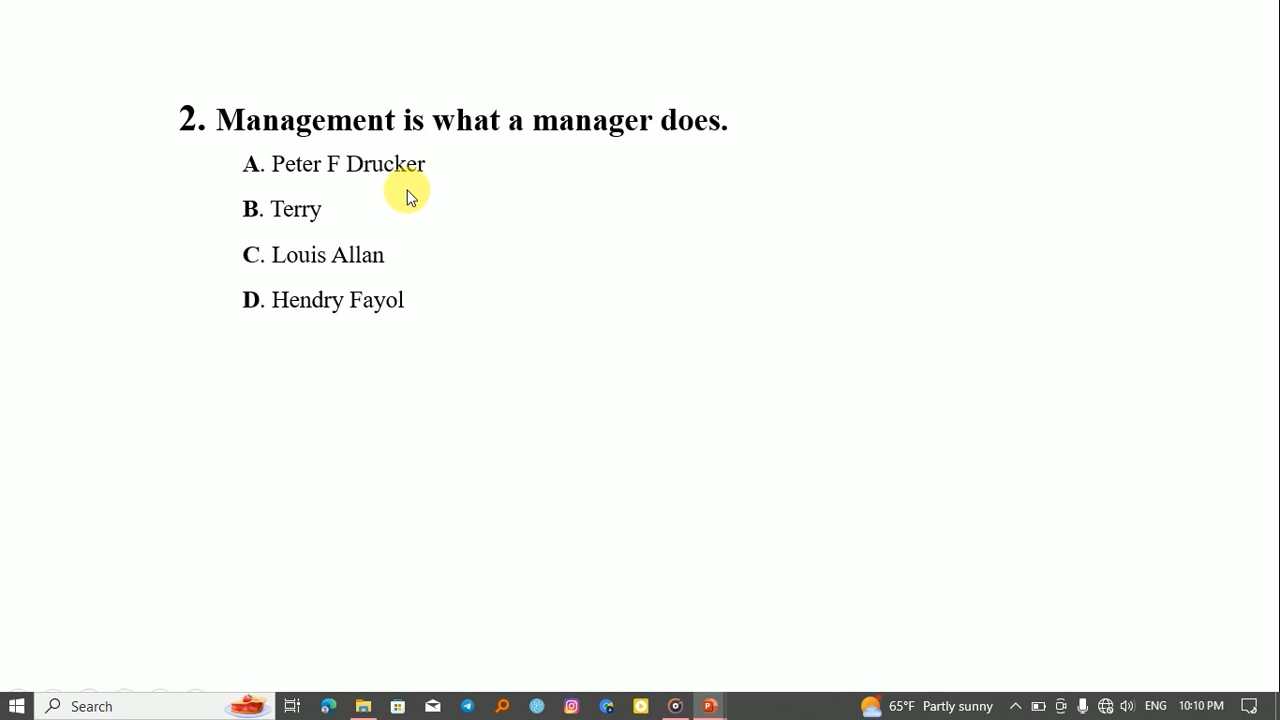 2. Management is what a manager does.
A. Peter F Drucker
B. Terry
C. Louis Allan
D. Hendry Fayol
Search
65°F Partly sunny
ENG
10:10 PM